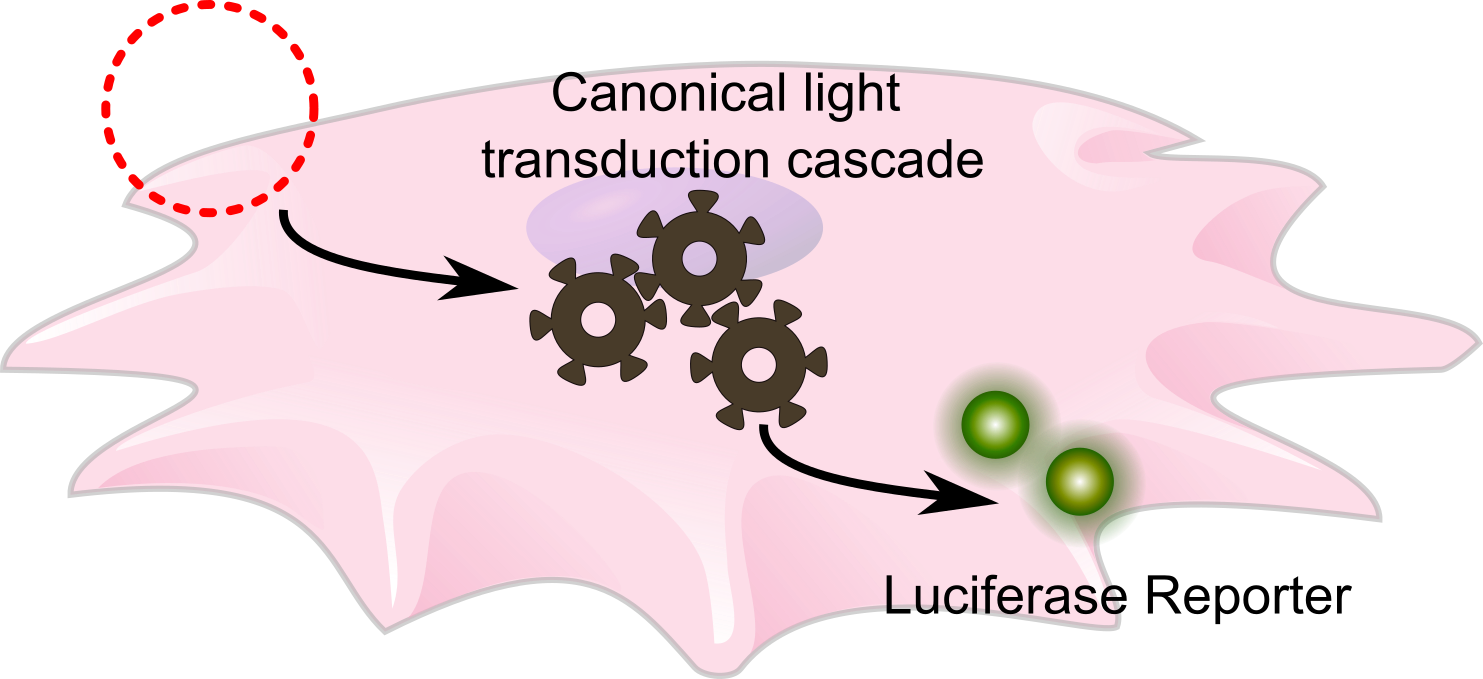 Canonical light
transduction cascade
Luciferase Reporter